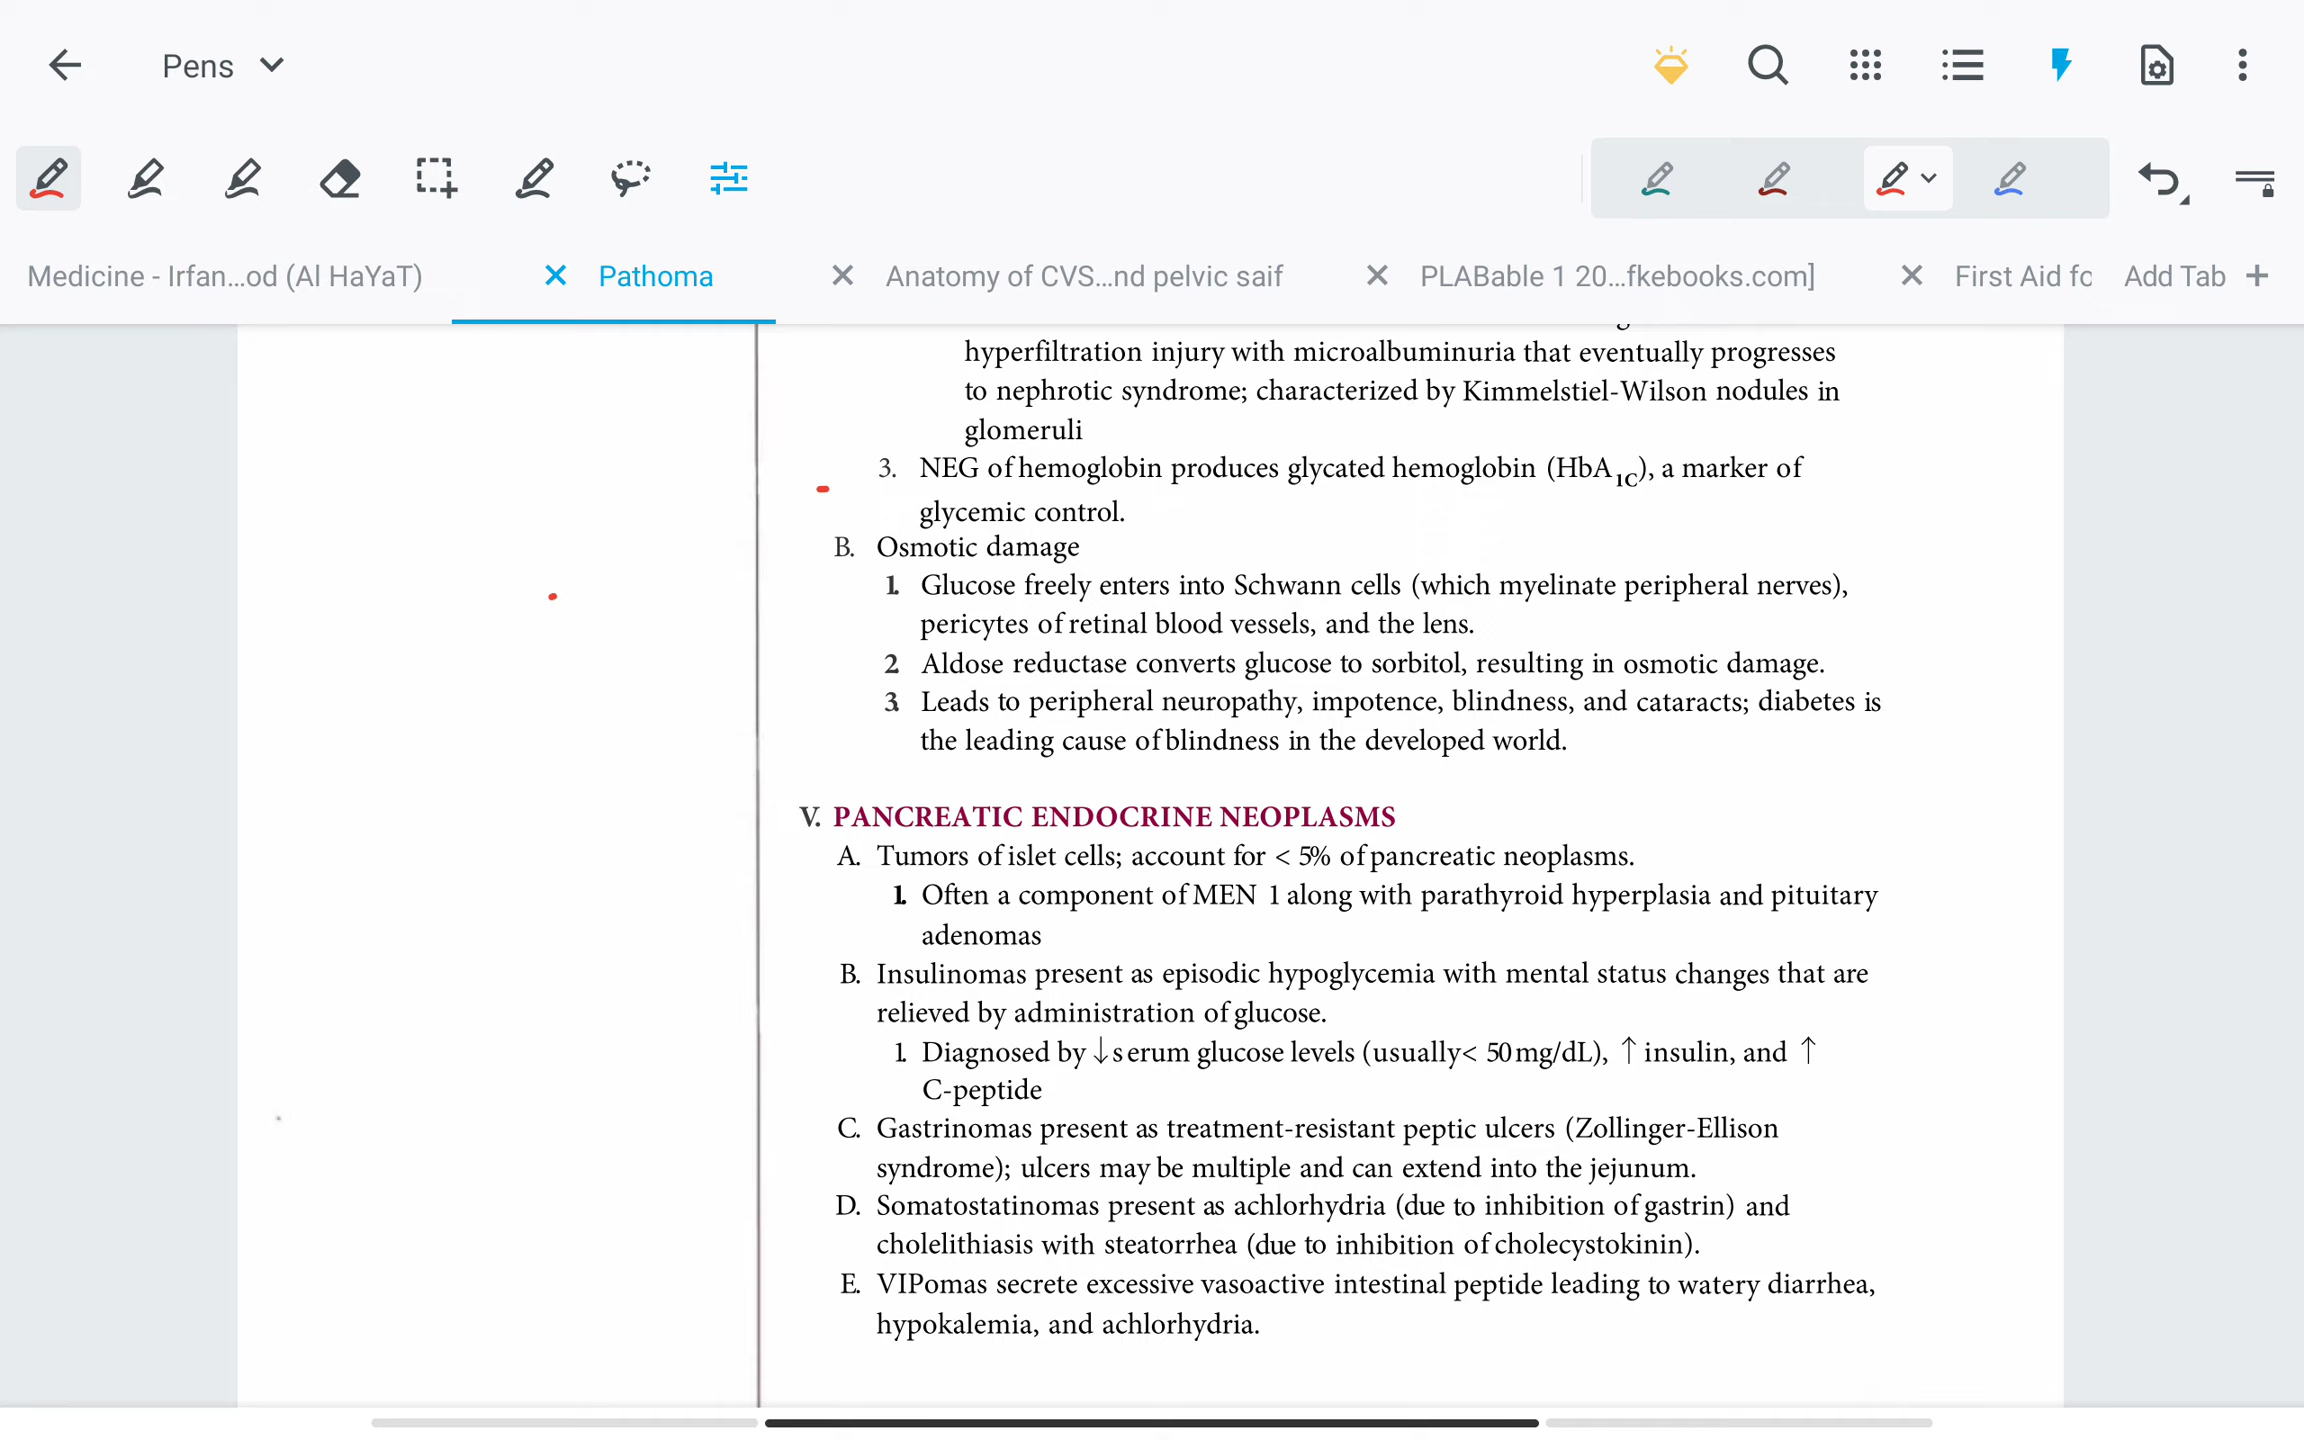 Pens
Medicine - Irfan...od (Al HaYaT)
Pathoma
Anatomy of CVS...nd pelvic saif
PLABable 1 20...fkebooks.com]
First Aid fc
Add Tab +
hyperfiltration injury with microalbuminuria that eventually progresses
to nephrotic syndrome; characterized by Kimmelstiel-Wilson nodules in
glomeruli
3. NEG of hemoglobin produces glycated hemoglobin (HbA1C), a marker of
glycemic control.
B. Osmotic damage
1. Glucose freely enters into Schwann cells (which myelinate peripheral nerves),
pericytes of retinal blood vessels, and the lens.
2 Aldose reductase converts glucose to sorbitol, resulting in osmotic damage.
3 Leads to peripheral neuropathy, impotence, blindness, and cataracts; diabetes is
the leading cause of blindness in the developed world.
V. PANCREATIC ENDOCRINE NEOPLASMS
A. Tumors of islet cells; account for < 5% of pancreatic neoplasms.
1. Often a component of MEN 1 along with parathyroid hyperplasia and pituitary
adenomas
B. Insulinomas present as episodic hypoglycemia with mental status changes that are
relieved by administration of glucose.
1. Diagnosed by ↓ serum glucose levels (usually< 50 mg/dL), ↑ insulin, and ↑
C-peptide
C. Gastrinomas present as treatment-resistant peptic ulcers (Zollinger-Ellison
syndrome); ulcers may be multiple and can extend into the jejunum.
D. Somatostatinomas present as achlorhydria (due to inhibition of gastrin) and
cholelithiasis with steatorrhea (due to inhibition of cholecystokinin).
E. VIPomas secrete excessive vasoactive intestinal peptide leading to watery diarrhea,
hypokalemia, and achlorhydria.